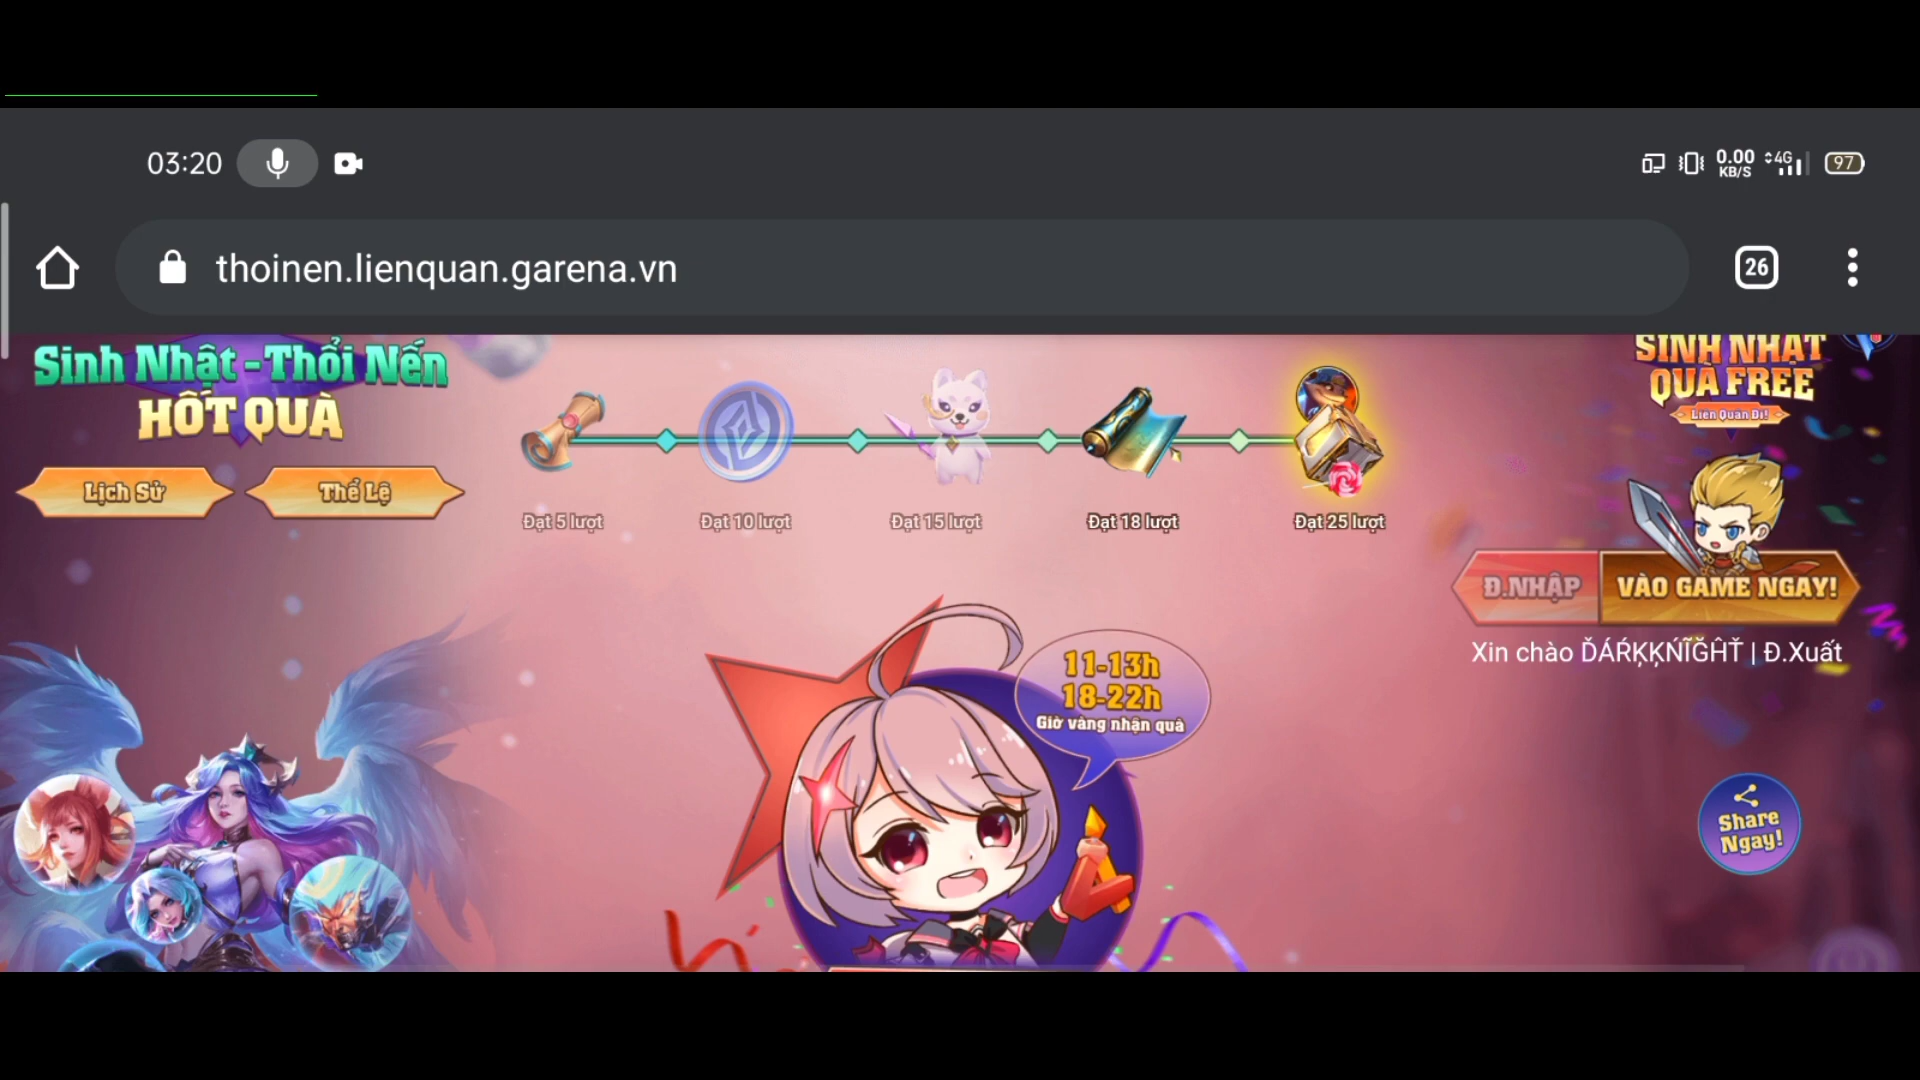 03:20
0.00
KB/S
4G
97
thoinen.lienquan.garena.vn
26
Sinh Nhật - Thổi Nến
HỐT QUÀ
Lịch Sử
Thể Lệ
Đạt 5 lượt
Đạt 10 lượt
Đạt 15 lượt
Đạt 18 lượt
Đạt 25 lượt
SINH NHẬT
QUÀ FREE
Liên Quân Đi!
Đ.NHẬP
VÀO GAME NGAY!
Xin chào ĎÁŔĶĶŃĨĞĤŤ | Đ.Xuất
11-13h
18-22h
Giờ vàng nhận quà
Share
Ngay!